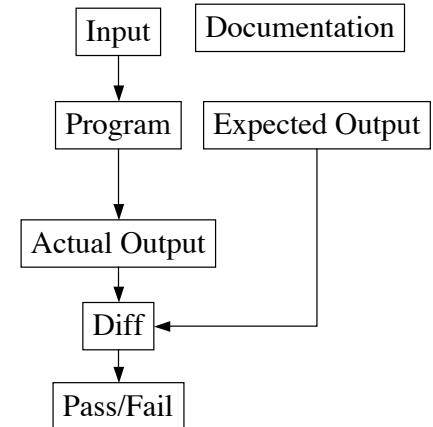 Input
Documentation
Program
Expected Output
Actual Output
Diff
Pass/Fail